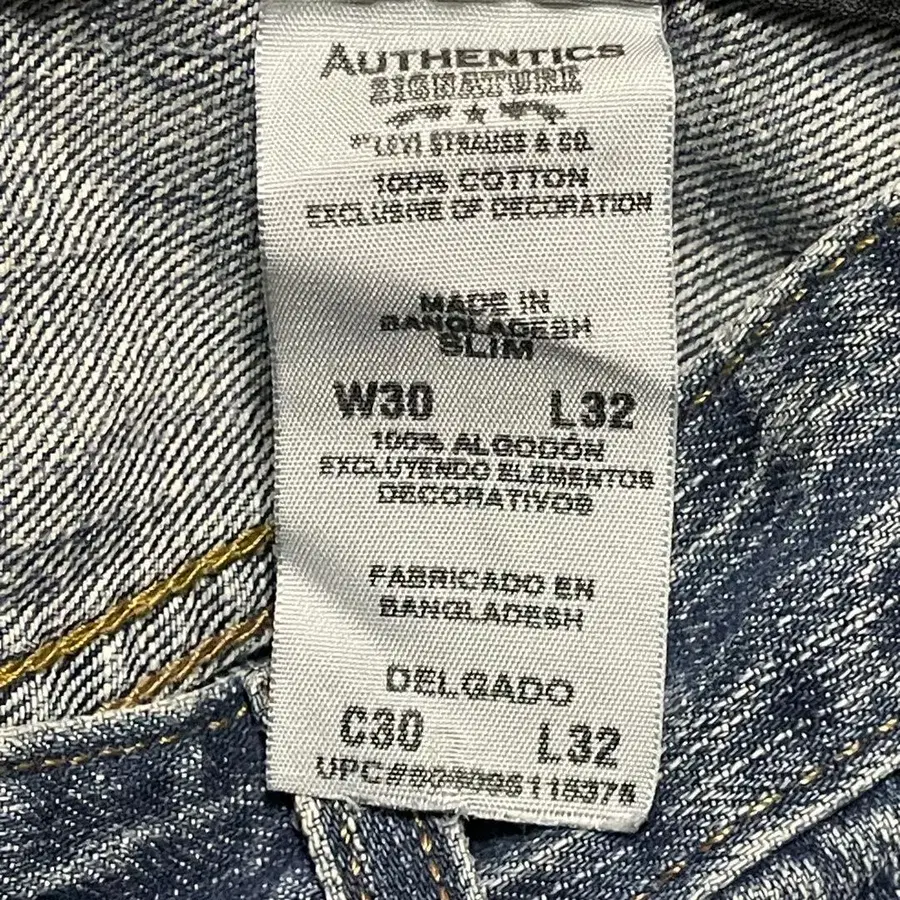 AUTHENTICS
SIGNATURE
LEVI STRAUSS & CO.
100% COTTON
EXCLUSIVE OF DECORATION
MADE IN
BANGLADESH
SLIM
W30 L32
100% ALGODÓN
EXCLUYENDO ELEMENTOS
DECORATIVOS
FABRICADO EN
BANGLADESH
DELGADO
C30 L32